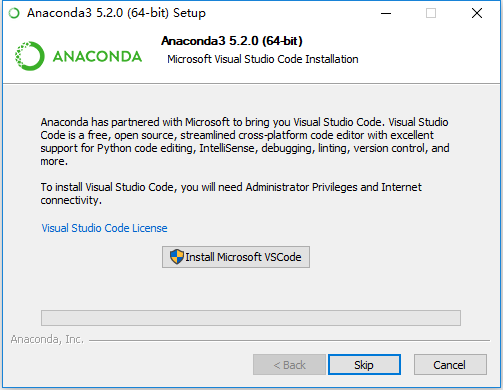 Anaconda3 5.2.0 (64-bit) Setup
ANACONDA
Anaconda3 5.2.0 (64-bit)
Microsoft Visual Studio Code Installation
Anaconda has partnered with Microsoft to bring you Visual Studio Code. Visual Studio
Code is a free, open source, streamlined cross-platform code editor with excellent
support for Python code editing, IntelliSense, debugging, linting, version control, and
more.
To install Visual Studio Code, you will need Administrator Privileges and Internet
connectivity.
Visual Studio Code License
Install Microsoft VSCode
Anaconda, Inc.
< Back
Skip
Cancel